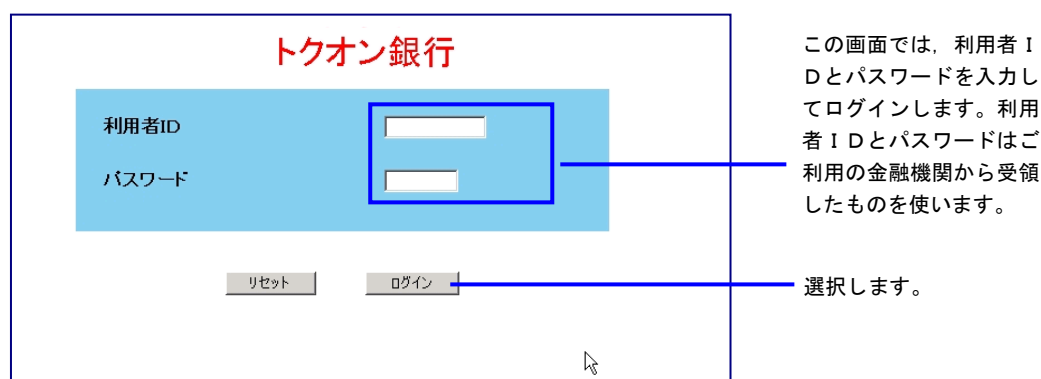 トクオン銀行
利用者ID
パスワード
リセット
ログイン
この画面では，利用者Ｉ
Ｄとパスワードを入力し
てログインします。利用
者ＩＤとパスワードはご
利用の金融機関から受領
したものを使います。
選択します。